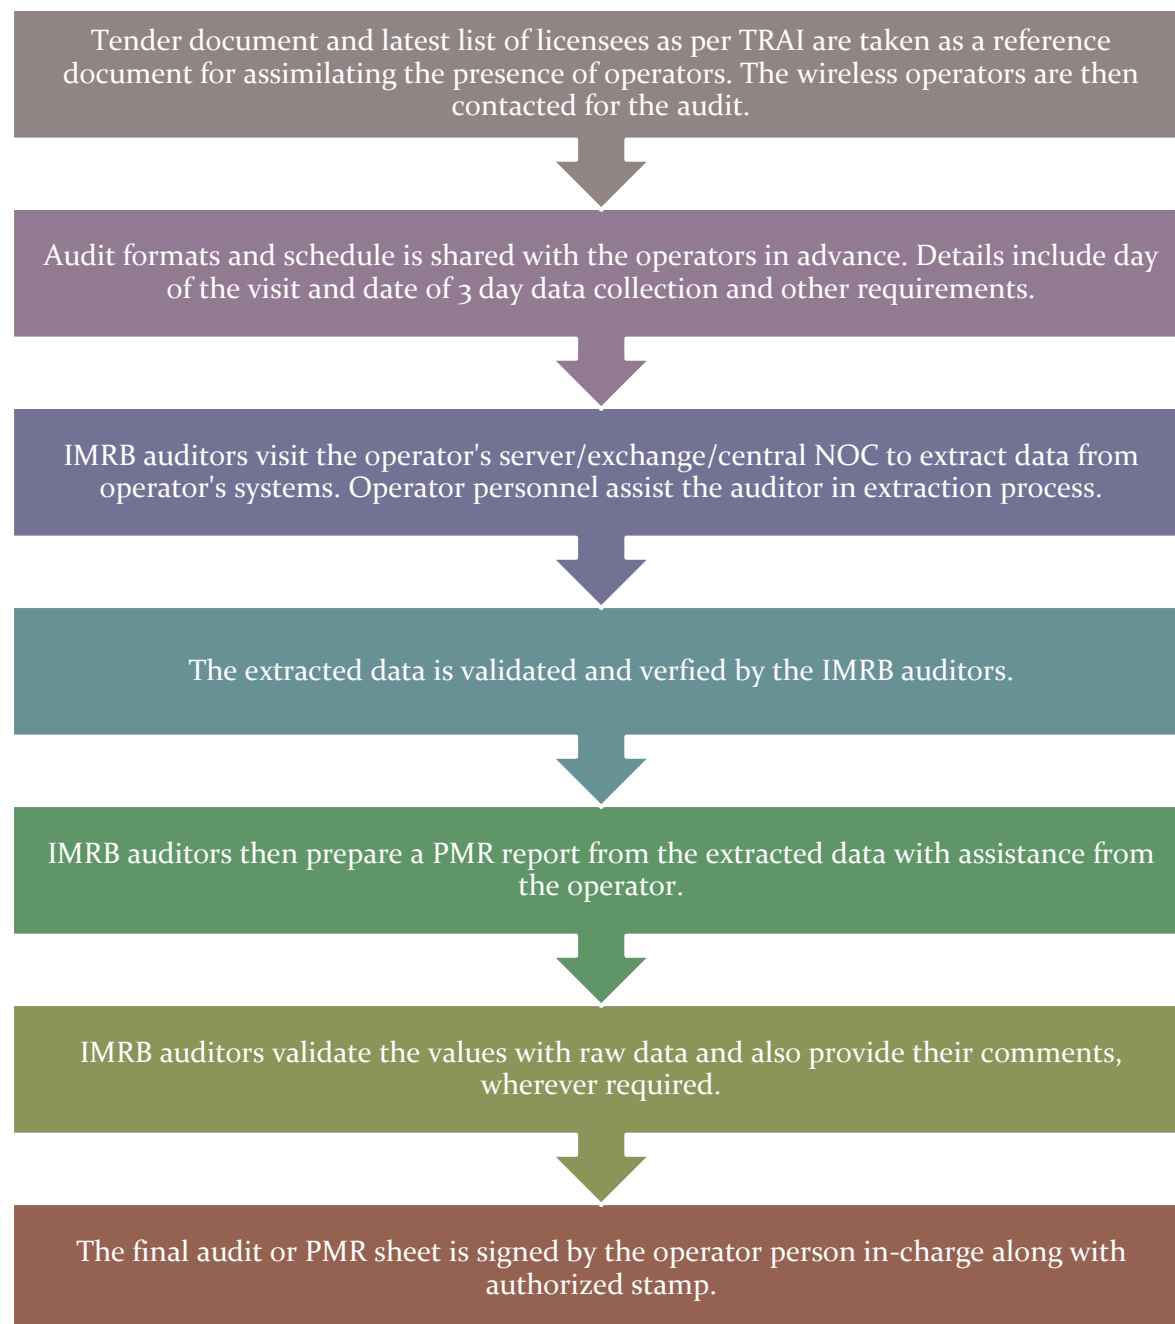 Tender document and latest list of licensees as per TRAI are taken as a reference
document for assimilating the presence of operators. The wireless operators are then
contacted for the audit.
Audit formats and schedule is shared with the operators in advance. Details include day
of the visit and date of 3 day data collection and other requirements.
IMRB auditors visit the operator's server/exchange/central NOC to extract data from
operator's systems. Operator personnel assist the auditor in extraction process.
The extracted data is validated and verfied by the IMRB auditors.
IMRB auditors then prepare a PMR report from the extracted data with assistance from
the operator.
IMRB auditors validate the values with raw data and also provide their comments,
wherever required.
The final audit or PMR sheet is signed by the operator person in-charge along with
authorized stamp.